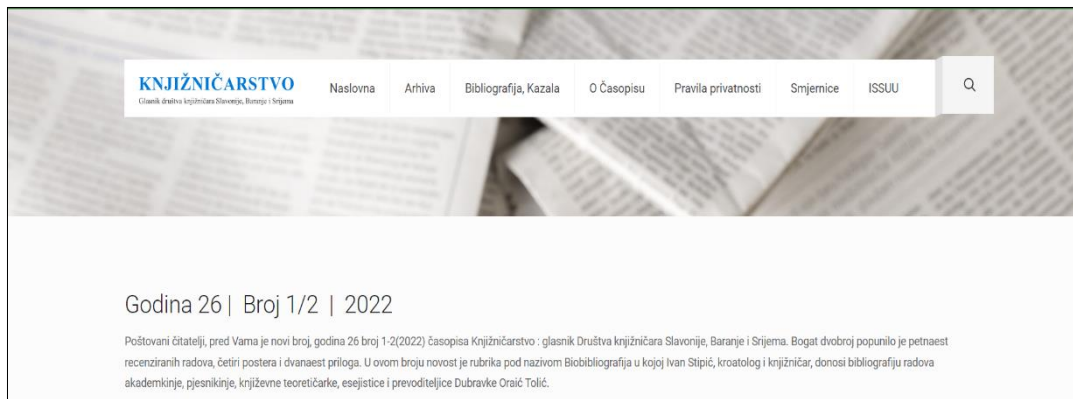 KNJIŽNIČARSTVO
Glasnik društva knjižničara Slavonije, Baranje i Srijema
Naslovna
Arhiva
Bibliografija, Kazala
O Časopisu
Pravila privatnosti
Smjernice
ISSUU
Godina 26 | Broj 1/2 | 2022
Poštovani čitatelji, pred Vama je novi broj, godina 26 broj 1-2(2022) časopisa Knjižničarstvo : glasnik Društva knjižničara Slavonije, Baranje i Srijema. Bogat dvobroj popunilo je petnaest
recenziranih radova, četiri postera i dvanaest priloga. U ovom broju novost je rubrika pod nazivom Biobibliografija u kojoj Ivan Stipić, kroatolog i knjižničar, donosi bibliografiju radova
akademkinje, pjesnikinje, književne teoretičarke, esejistice i prevoditeljice Dubravke Oraić Tolić.